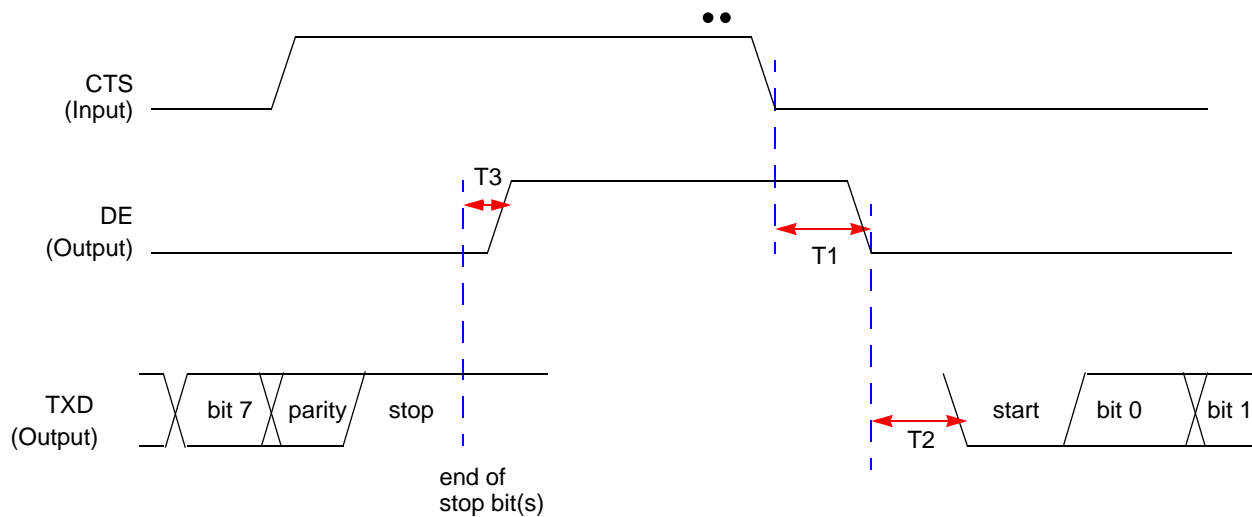 CTS
(Input)
T3
DE
(Output)
T1
TXD
(Output)
bit 7
parity
stop
T2
start
bit 0
bit 1
end of
stop bit(s)